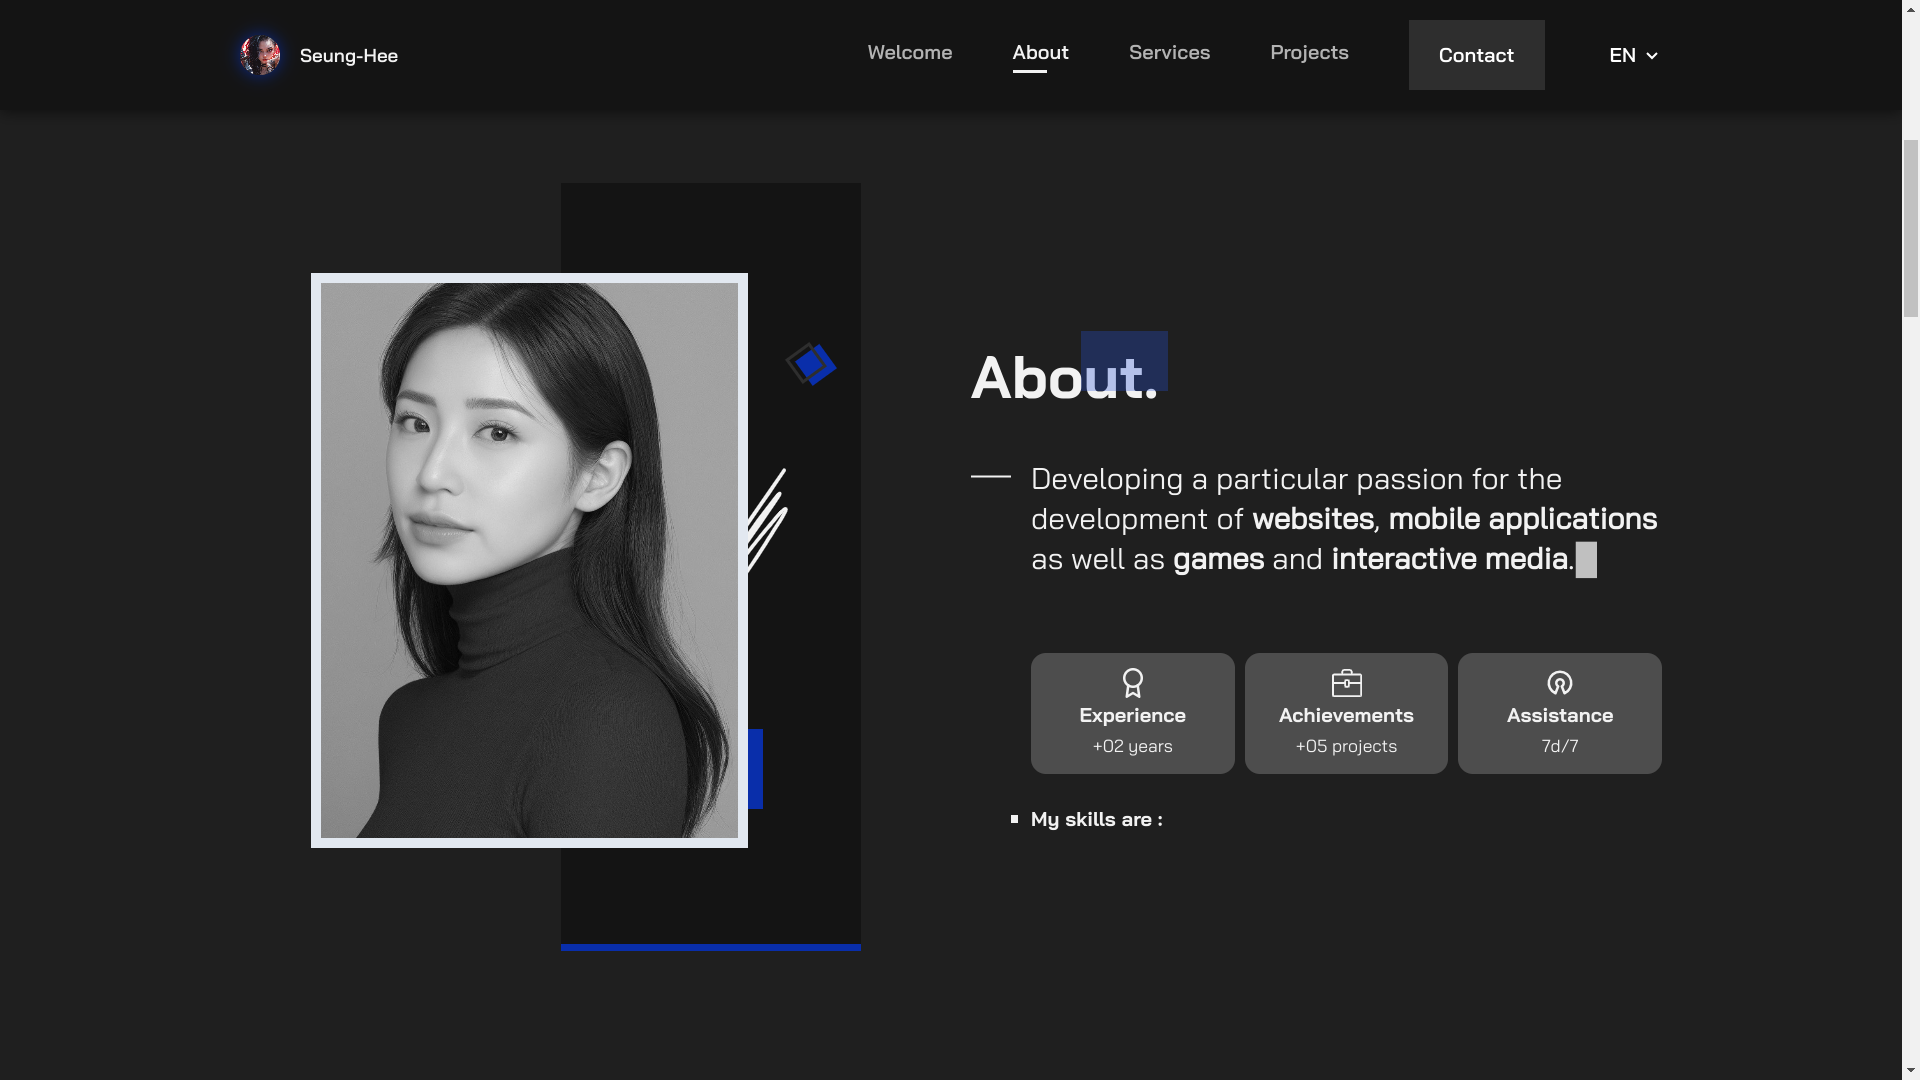 Seung-Hee
Welcome
About
Services
Projects
Contact
EN
About.
Developing a particular passion for the
development of websites, mobile applications
as well as games and interactive media.
Experience
+02 years
Achievements
+05 projects
Assistance
7d/7
My skills are :